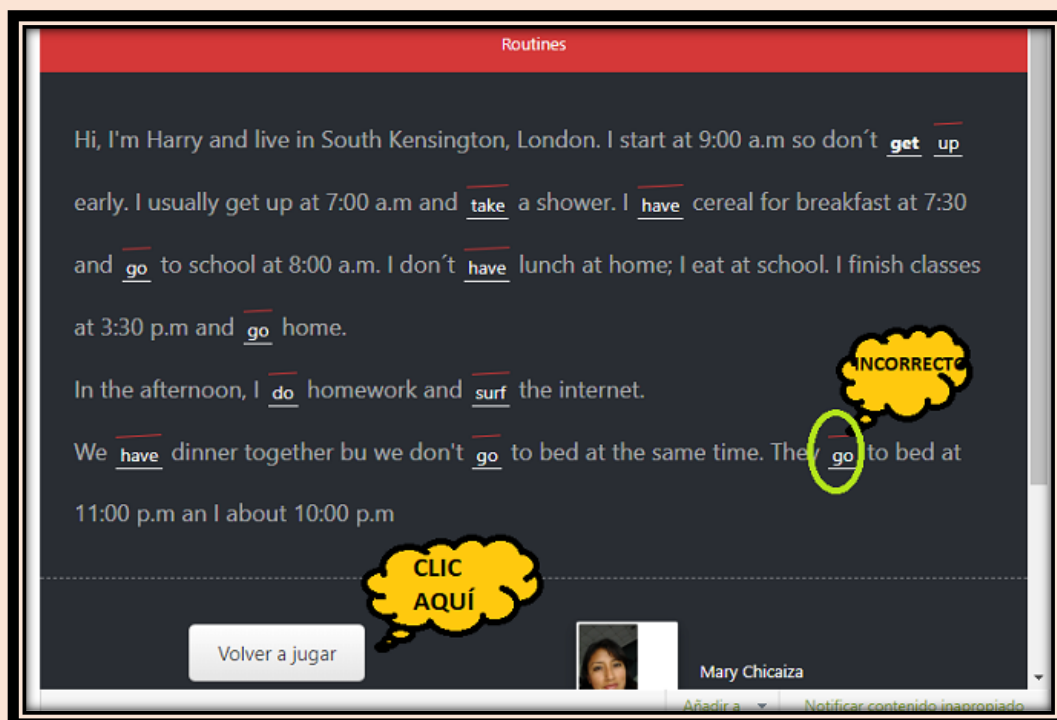 Routines
Hi, I'm Harry and live in South Kensington, London. I start at 9:00 a.m so don´t get up
early. I usually get up at 7:00 a.m and take a shower. I have cereal for breakfast at 7:30
and go to school at 8:00 a.m. I don´t have lunch at home; I eat at school. I finish classes
at 3:30 p.m and go home.
INCORRECTO
In the afternoon, I do homework and surf the internet.
We have dinner together bu we don't go to bed at the same time. They go to bed at
11:00 p.m an I about 10:00 p.m
CLIC
AQUÍ
Volver a jugar
Mary Chicaiza
Añadir a
Notificar contenido inapropiado